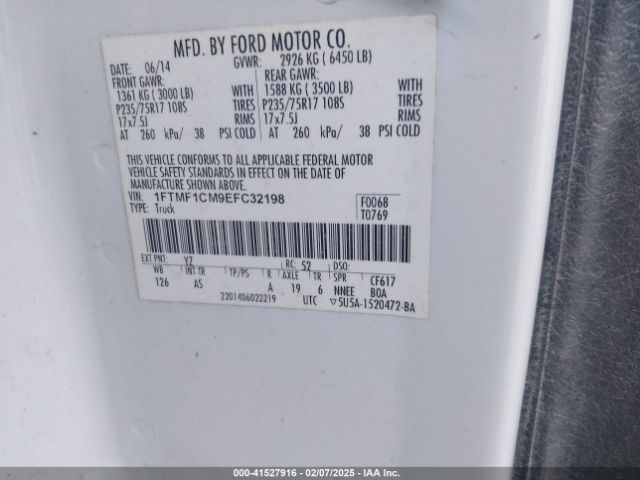 MFD. BY FORD MOTOR CO.
DATE: 06/14 GVWR: 2926 KG ( 6450 LB)
FRONT GAWR: REAR GAWR:
1361 KG ( 3000 LB) WITH 1588 KG ( 3500 LB) WITH
P235/75R17 108S TIRES P235/75R17 108S TIRES
17x7.5J RIMS 17x7.5J RIMS
AT 260 kPa/ 38 PSI COLD AT 260 kPa/ 38 PSI COLD
THIS VEHICLE CONFORMS TO ALL APPLICABLE FEDERAL MOTOR
VEHICLE SAFETY STANDARDS IN EFFECT ON THE DATE OF
MANUFACTURE SHOWN ABOVE.
VIN: 1FTMF1CM9EFC32198 F0068
TYPE: Truck T0769
EXT PNT: YZ RC: 52 DSO:
WB INT TR TP/PS R AXLE TR SPR CF617
126 AS A 19 6 NNEE BOA
2201406022219 UTC ▽5U5A-1520472-BA
000-41527916 — 02/07/2025 — IAAI.COM